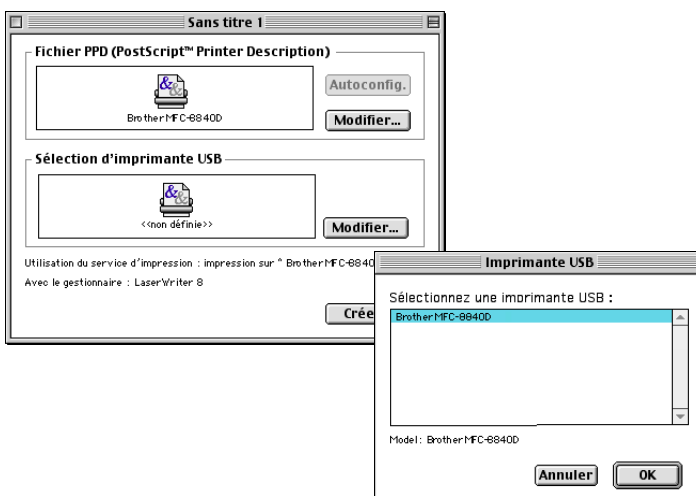 Sans titre 1
Fichier PPD (PostScript™ Printer Description)
Autoconfig.
Brother MFC-8840D
Modifier...
Sélection d'imprimante USB
<<non définie>>
Modifier...
Utilisation du service d'impression : impression sur " Brother MFC-8840
Avec le gestionnaire : LaserWriter 8
Crée
Imprimante USB
Sélectionnez une imprimante USB :
Brother MFC-8840D
Model: Brother MFC-8840D
Annuler
OK